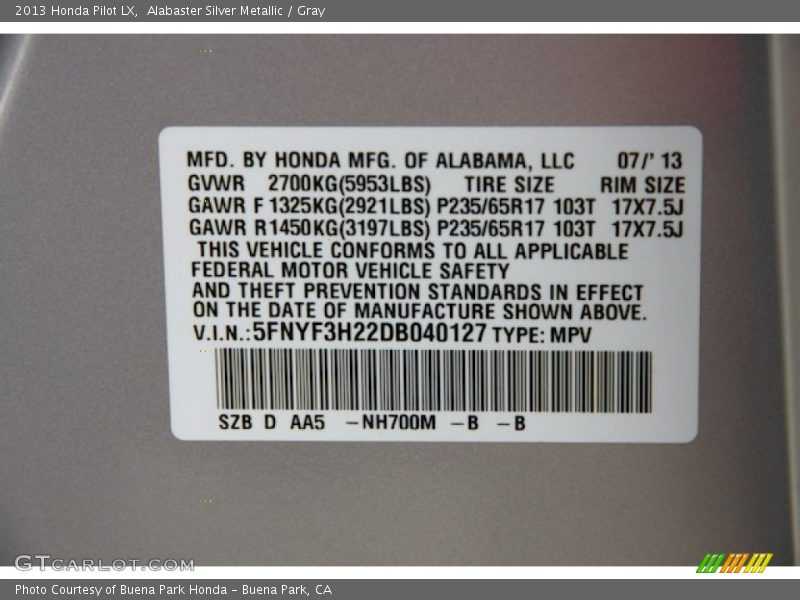 2013 Honda Pilot LX,  Alabaster Silver Metallic / Gray
MFD. BY HONDA MFG. OF ALABAMA, LLC 07/' 13
GVWR 2700KG(5953LBS) TIRE SIZE RIM SIZE
GAWR F 1325KG(2921LBS) P235/65R17 103T 17X7.5J
GAWR R 1450KG(3197LBS) P235/65R17 103T 17X7.5J
THIS VEHICLE CONFORMS TO ALL APPLICABLE
FEDERAL MOTOR VEHICLE SAFETY
AND THEFT PREVENTION STANDARDS IN EFFECT
ON THE DATE OF MANUFACTURE SHOWN ABOVE.
V.I.N.:5FNYF3H22DB040127 TYPE: MPV
SZB D AA5 –NH700M –B –B
GTCARLOT.COM
Photo Courtesy of Buena Park Honda – Buena Park, CA